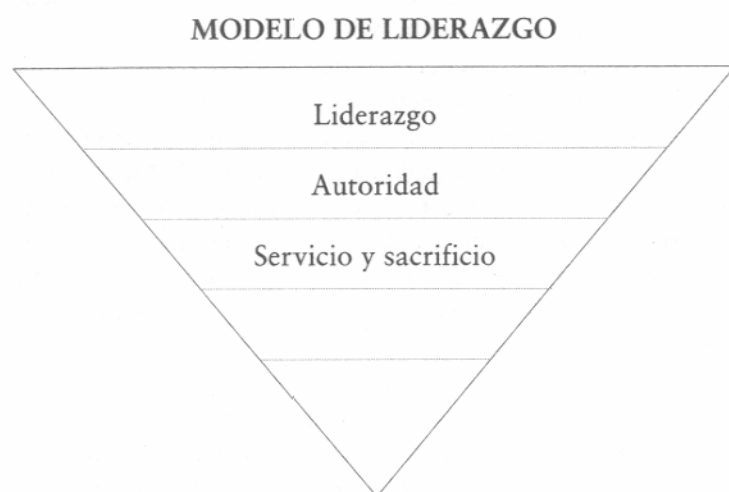 MODELO DE LIDERAZGO
Liderazgo
Autoridad
Servicio y sacrificio